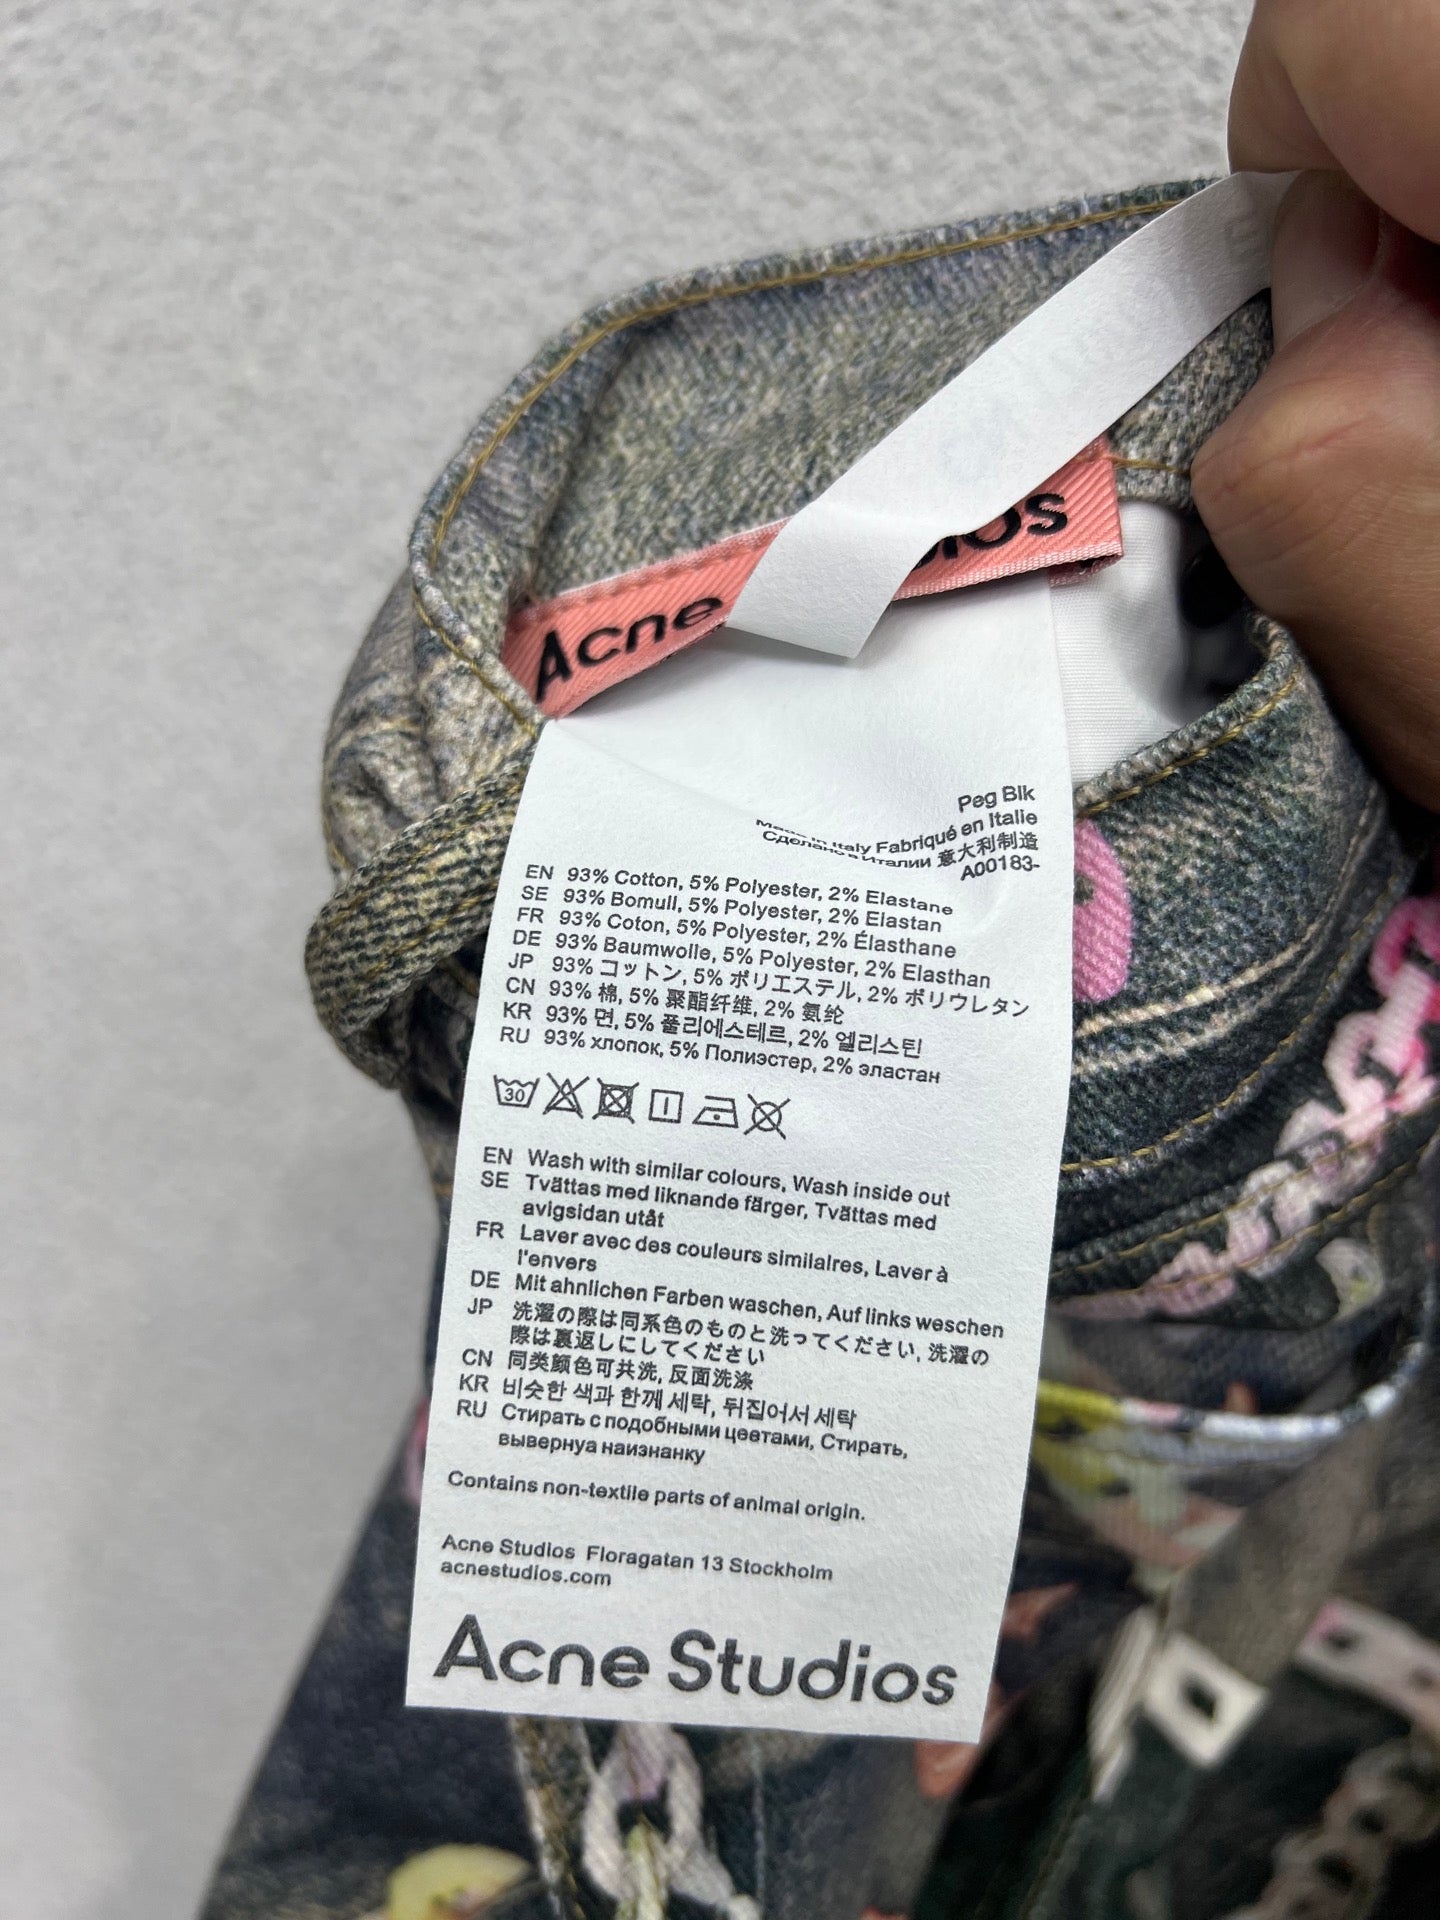 Acne
Peg Blk
Made in Italy Fabriqué en Italie
Сделано в Италии 意大利制造
A00183-
EN 93% Cotton, 5% Polyester, 2% Elastane
SE 93% Bomull, 5% Polyester, 2% Elastan
FR 93% Coton, 5% Polyester, 2% Élasthane
DE 93% Baumwolle, 5% Polyester, 2% Elasthan
JP 93% コットン, 5% ポリエステル, 2% ポリウレタン
CN 93% 棉, 5% 聚酯纤维, 2% 氨纶
KR 93% 면, 5% 폴리에스테르, 2% 엘리스틴
RU 93% хлопок, 5% Полиэстер, 2% эластан
30
EN Wash with similar colours, Wash inside out
SE Tvättas med liknande färger, Tvättas med
avigsidan utåt
FR Laver avec des couleurs similaires, Laver à
l'envers
DE Mit ahnlichen Farben waschen, Auf links weschen
JP 洗濯の際は同系色のものと洗ってください, 洗濯の
際は裏返しにしてください
CN 同类颜色可共洗, 反面洗涤
KR 비슷한 색과 한께 세탁, 뒤집어서 세탁
RU Стирать с подобными цветами, Стирать,
вывернуа наизнанку
Contains non-textile parts of animal origin.
Acne Studios Floragatan 13 Stockholm
acnestudios.com
Acne Studios